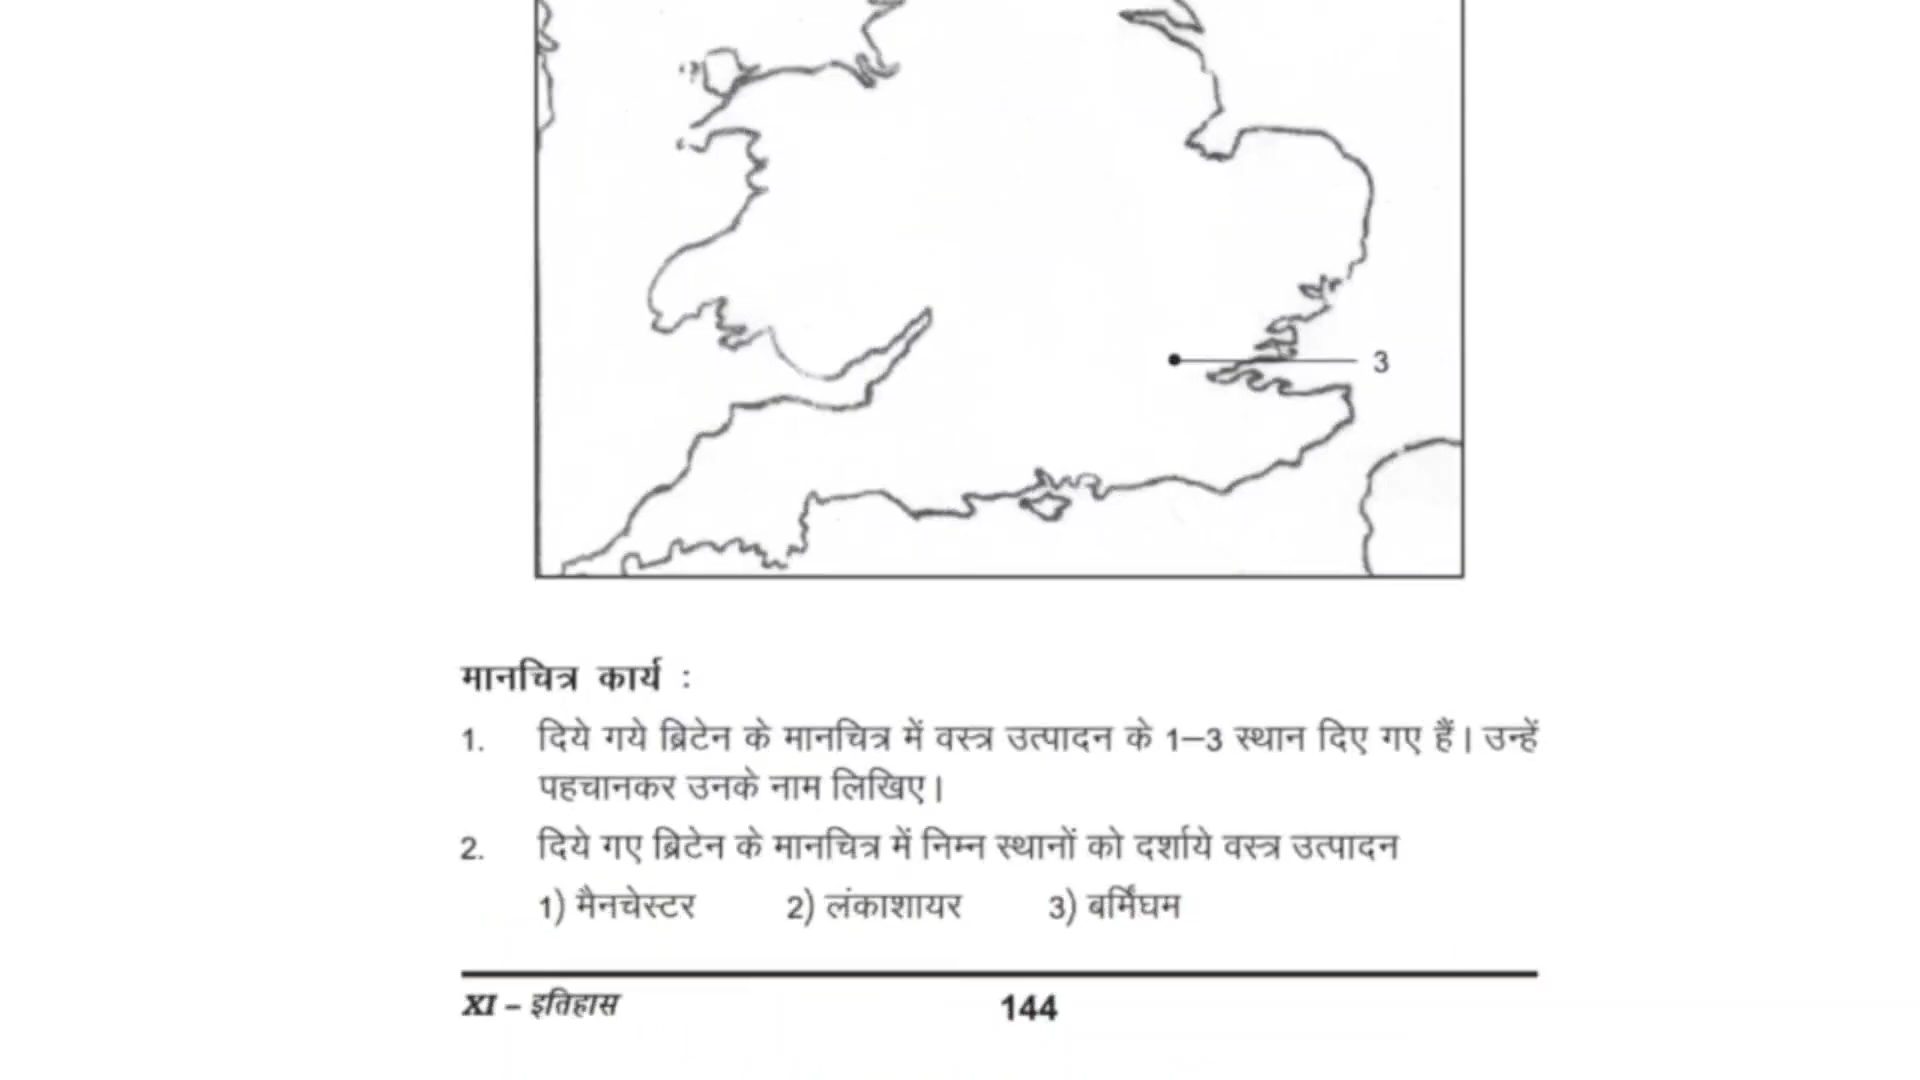 3
मानचित्र कार्य :
1. दिये गये ब्रिटेन के मानचित्र में वस्त्र उत्पादन के 1–3 स्थान दिए गए हैं। उन्हें
पहचानकर उनके नाम लिखिए।
2. दिये गए ब्रिटेन के मानचित्र में निम्न स्थानों को दर्शाये वस्त्र उत्पादन
1) मैनचेस्टर 2) लंकाशायर 3) बर्मिंघम
XI – इतिहास 144